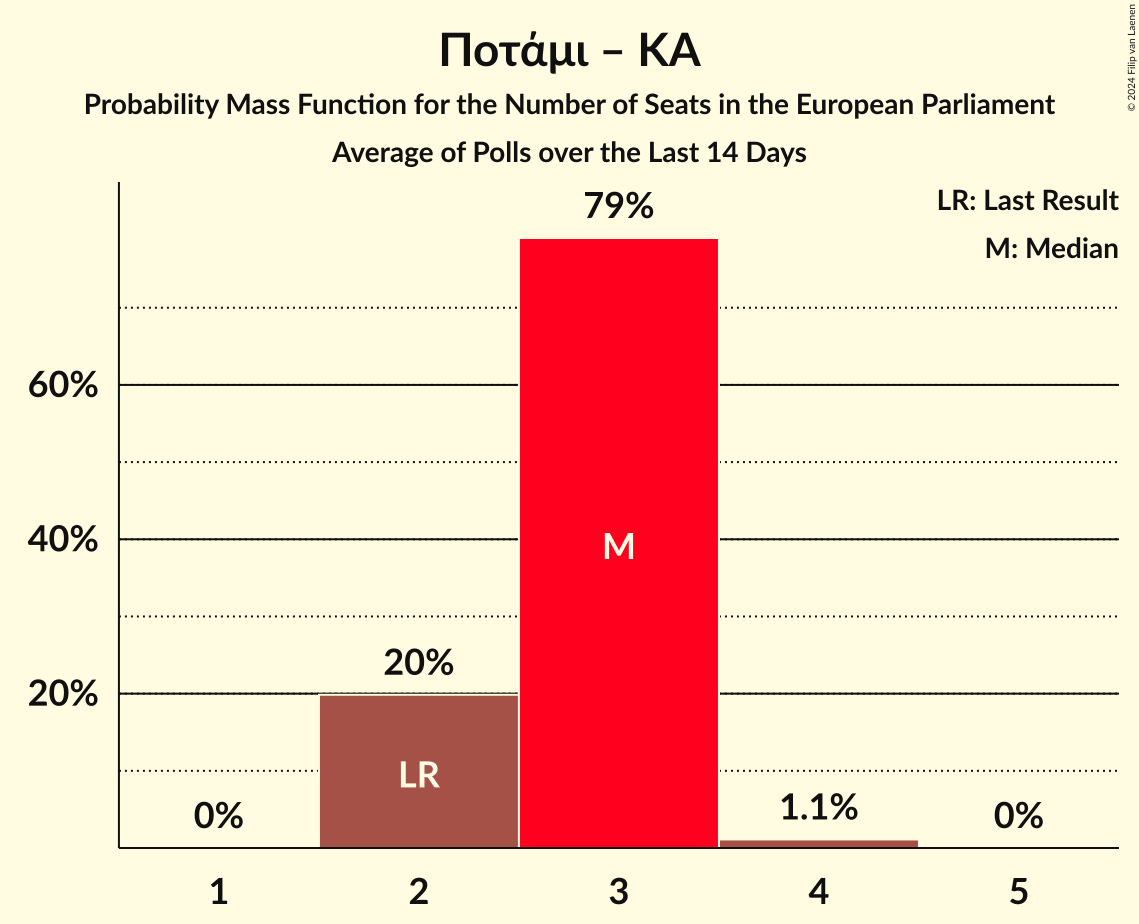 Ποτάμι – ΚΑ
Probability Mass Function for the Number of Seats in the European Parliament
Average of Polls over the Last 14 Days
© 2024 Filip van Laenen
LR: Last Result
M: Median
79%
60%
40%
20%
M
20%
LR
0%
1.1%
0%
1
2
3
4
5